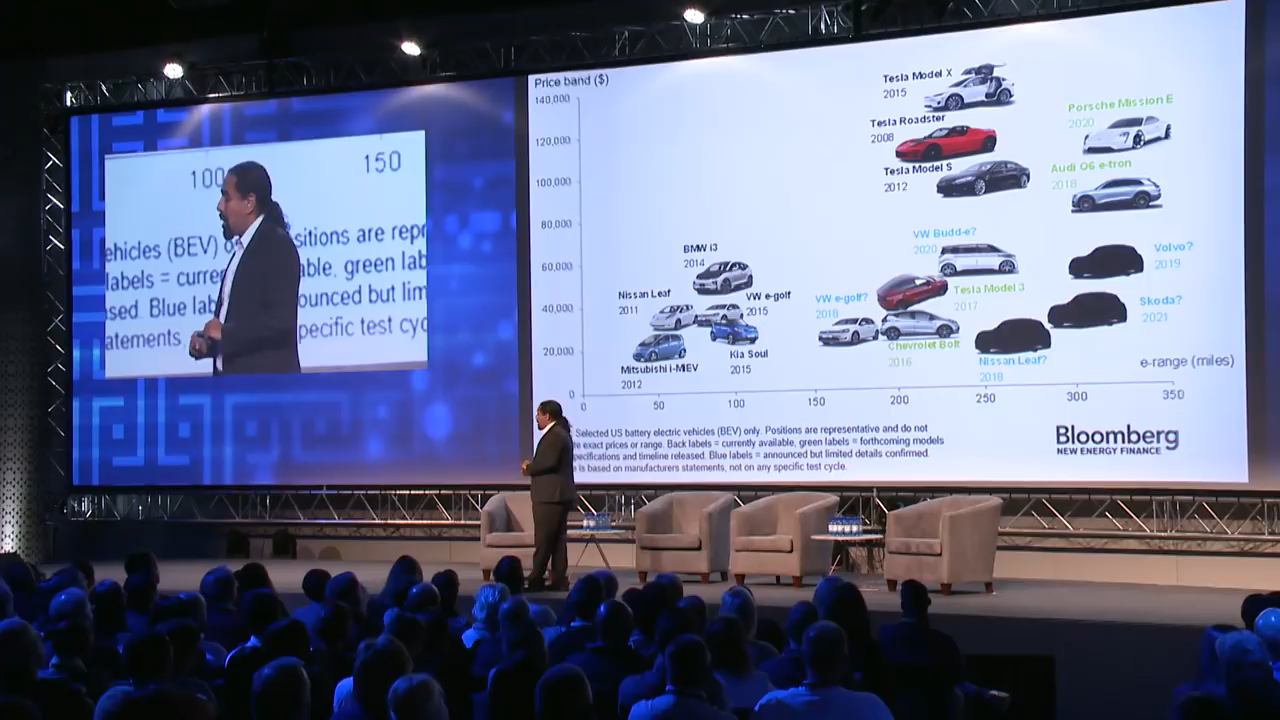 100
150
ehicles (BEV)
sitions are repr
labels = curre
able, green lab
sed. Blue lab
ounced but lim
atements
pecific test cyc
Price band ($)
140,000
120,000
100,000
80,000
60,000
40,000
20,000
0
Tesla Model X
2015
Tesla Roadster
2008
Tesla Model S
2012
Porsche Mission E
2020
Audi Q6 e-tron
2018
BMW i3
2014
Nissan Leaf
2011
VW e-golf
2015
Kia Soul
2015
Mitsubishi i-MiEV
2012
VW Budd-e?
2020
VW e-golf?
2018
Tesla Model 3
2017
Chevrolet Bolt
2016
Nissan Leaf?
2018
Volvo?
2019
Skoda?
2021
e-range (miles)
0
50
100
150
200
250
300
350
Selected US battery electric vehicles (BEV) only. Positions are representative and do not
e exact prices or range. Back labels = currently available, green labels = forthcoming models
pecifications and timeline released. Blue labels = announced but limited details confirmed.
is based on manufacturers statements, not on any specific test cycle.
Bloomberg
NEW ENERGY FINANCE